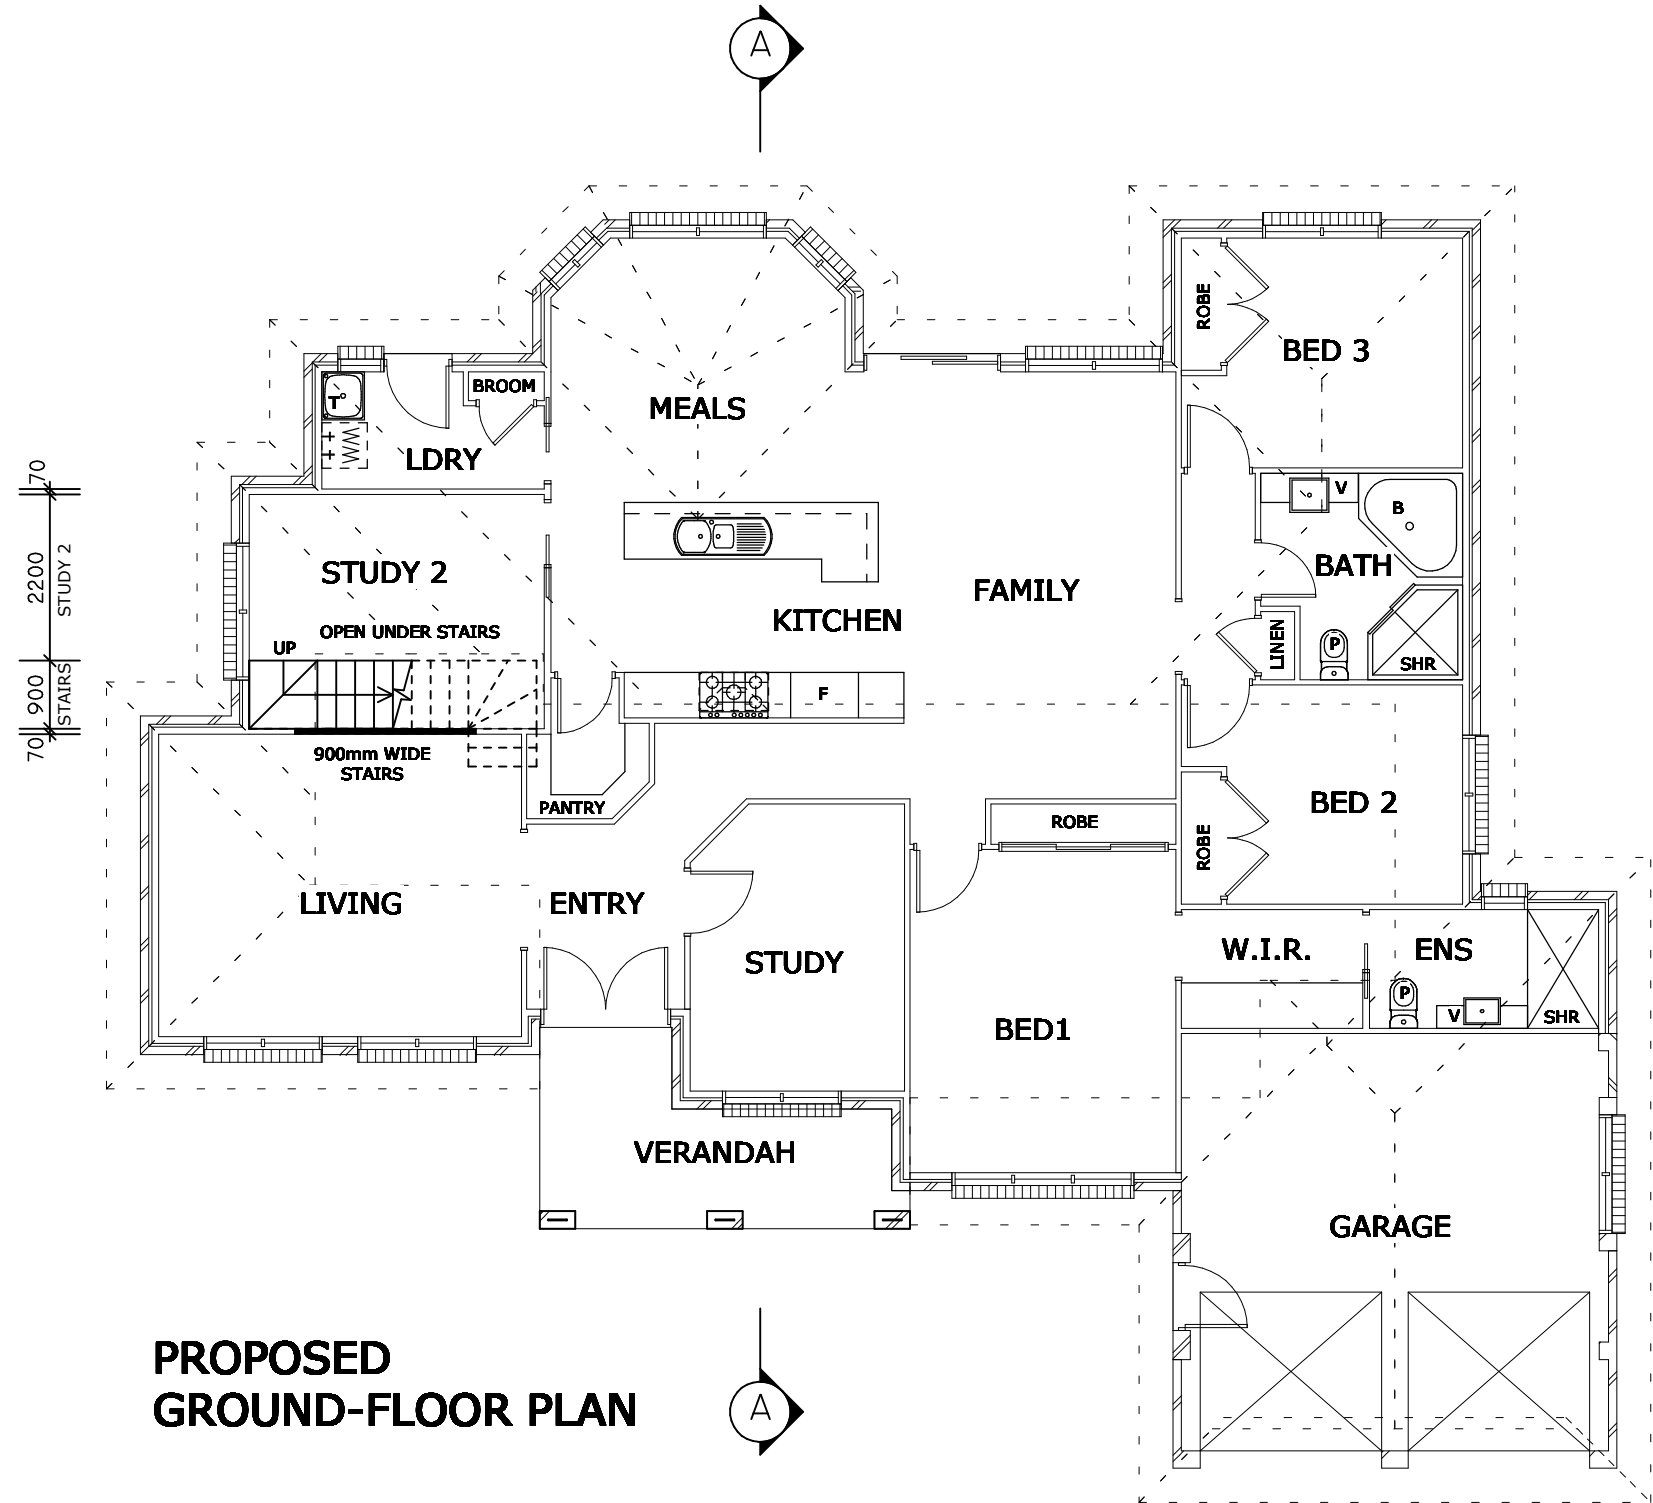 A
ROBE
BED 3
BROOM
T
MEALS
LDRY
70
2200
STUDY 2
900
STAIRS
70
V
B
STUDY 2
BATH
FAMILY
KITCHEN
OPEN UNDER STAIRS
UP
LINEN
P
SHR
F
900mm WIDE
STAIRS
PANTRY
ROBE
BED 2
ROBE
LIVING
ENTRY
STUDY
W.I.R.
ENS
P
V
SHR
BED1
VERANDAH
GARAGE
PROPOSED
GROUND-FLOOR PLAN
A